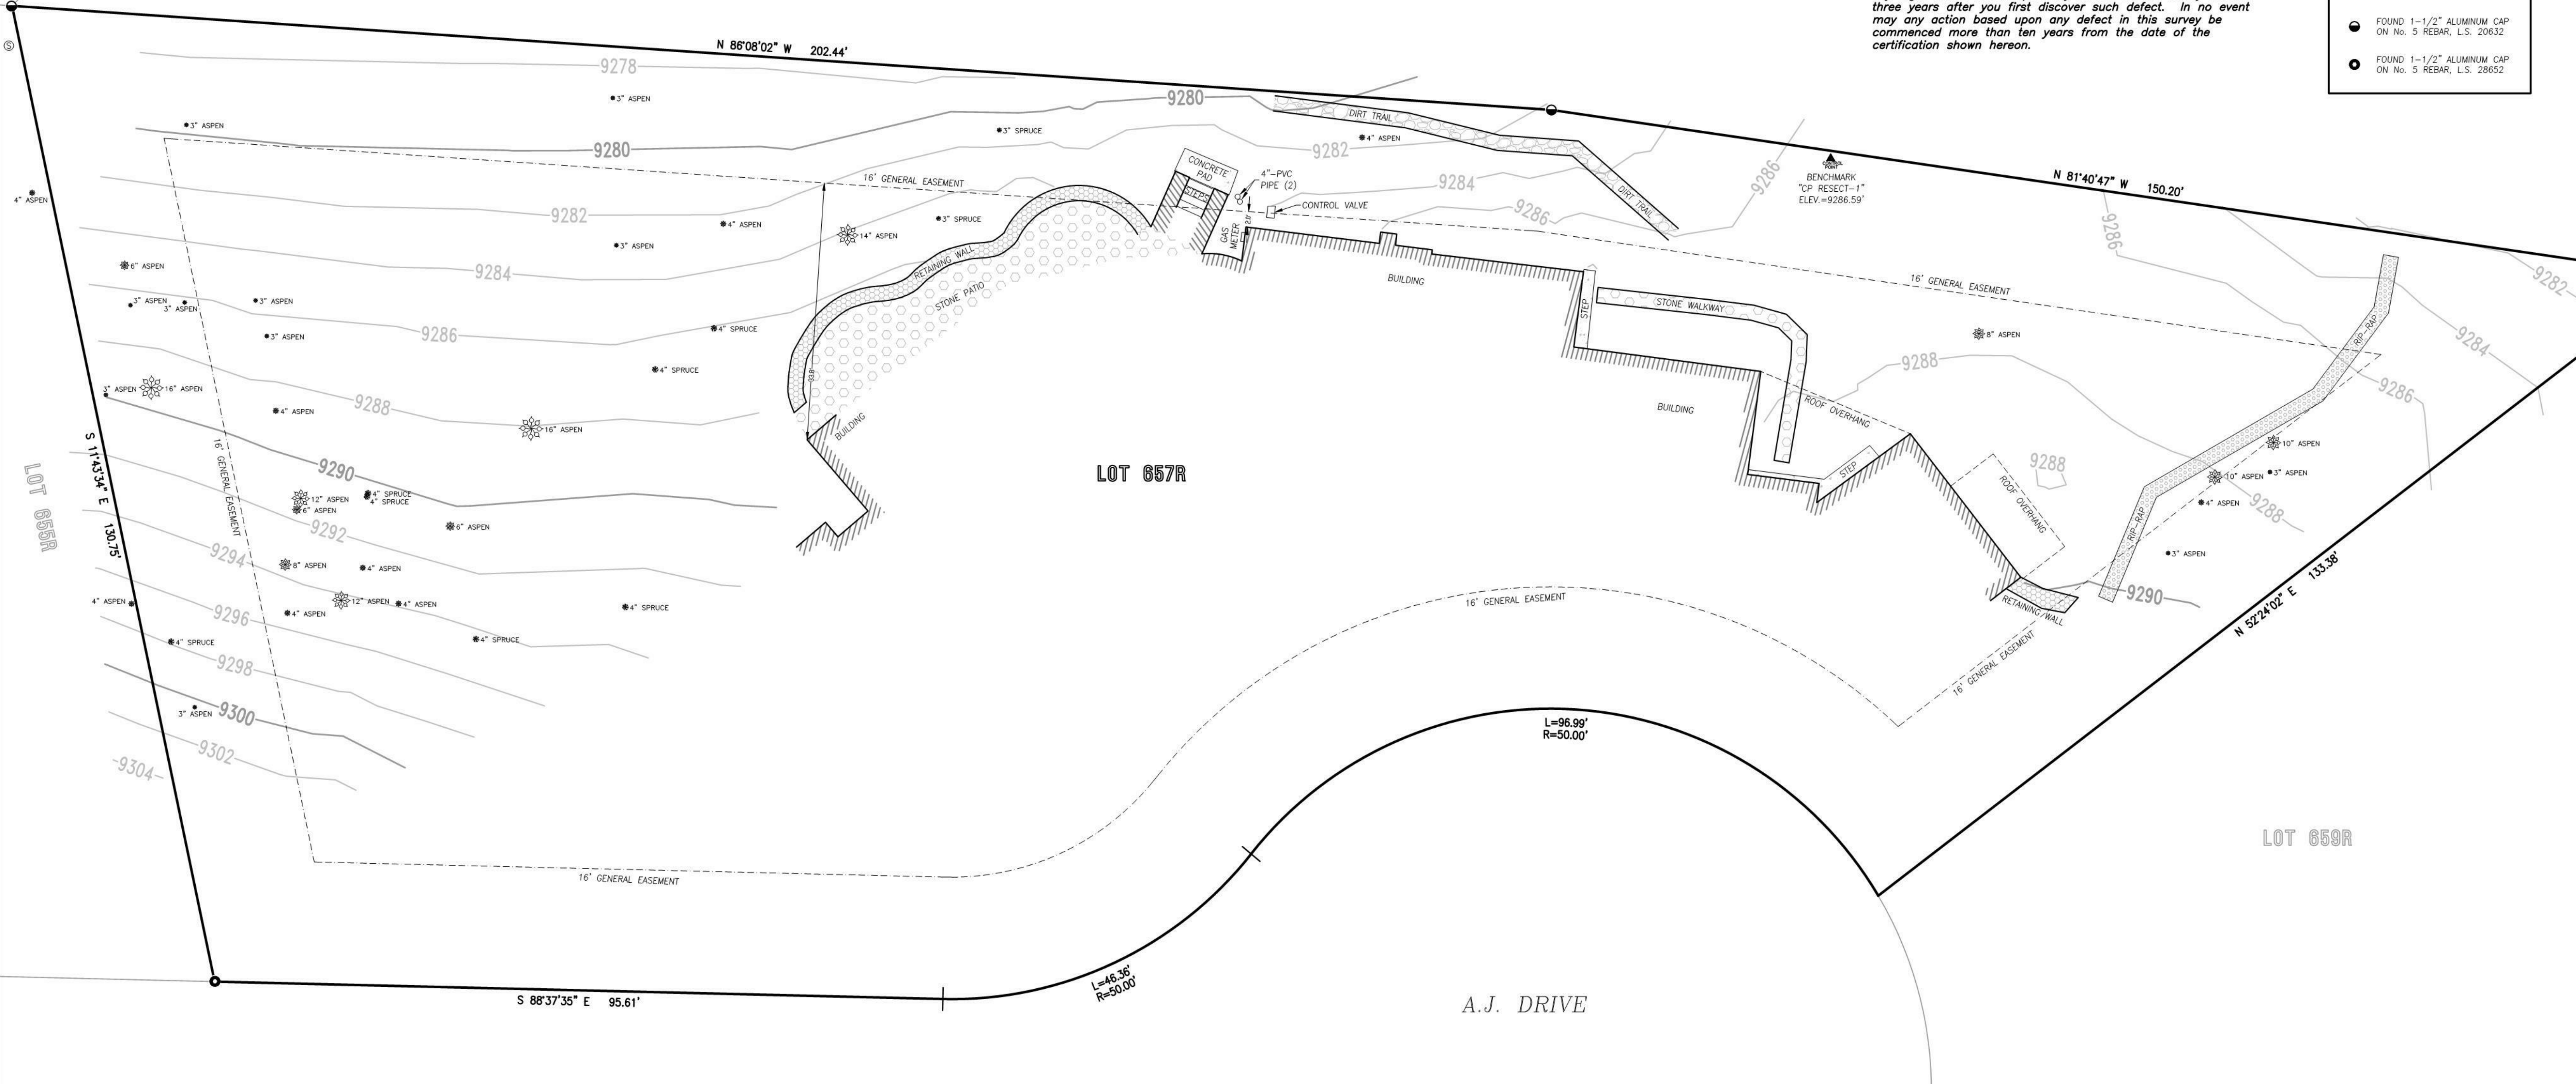 three years after you first discover such defect. In no event
may any action based upon any defect in this survey be
commenced more than ten years from the date of the
certification shown hereon.
FOUND 1-1/2" ALUMINUM CAP
ON No. 5 REBAR, L.S. 20632
FOUND 1-1/2" ALUMINUM CAP
ON No. 5 REBAR, L.S. 28652
S
N 86°08'02" W 202.44'
9278
3" ASPEN
9280
3" ASPEN
3" SPRUCE
DIRT TRAIL
4" ASPEN
9280
9282
CONCRETE
PAD
STEPS
4"-PVC
PIPE (2)
CONTROL VALVE
2.8'
GAS
METER
16' GENERAL EASEMENT
9284
9286
DIRT TRAIL
9286
CONTROL
POINT
BENCHMARK
"CP RESECT-1"
ELEV.=9286.59'
N 81°40'47" W 150.20'
4" ASPEN
9282
4" ASPEN
3" SPRUCE
14" ASPEN
3" ASPEN
9286
6" ASPEN
9284
RETAINING WALL
STONE PATIO
BUILDING
16' GENERAL EASEMENT
9282
3" ASPEN
3" ASPEN
3" ASPEN
STEP
STONE WALKWAY
9286
3" ASPEN
4" SPRUCE
8" ASPEN
RIP-RAP
9284
4" SPRUCE
33.8'
9288
3" ASPEN
16" ASPEN
9286
9288
4" ASPEN
16" ASPEN
BUILDING
BUILDING
ROOF OVERHANG
10" ASPEN
S 11°43'34" E 130.75'
16' GENERAL EASEMENT
LOT 655R
9290
LOT 657R
STEP
9288
3" ASPEN
10" ASPEN
12" ASPEN
4" SPRUCE
4" SPRUCE
6" ASPEN
4" ASPEN
ROOF OVERHANG
9288
9292
6" ASPEN
RIP-RAP
9294
8" ASPEN
4" ASPEN
3" ASPEN
N 52°24'02" E 133.38'
4" ASPEN
12" ASPEN
4" ASPEN
4" SPRUCE
16' GENERAL EASEMENT
9290
9296
4" ASPEN
RETAINING WALL
4" SPRUCE
4" SPRUCE
9298
16' GENERAL EASEMENT
3" ASPEN
9300
L=96.99'
R=50.00'
9302
9304
LOT 659R
16' GENERAL EASEMENT
L=46.36'
R=50.00'
S 88°37'35" E 95.61'
A.J. DRIVE